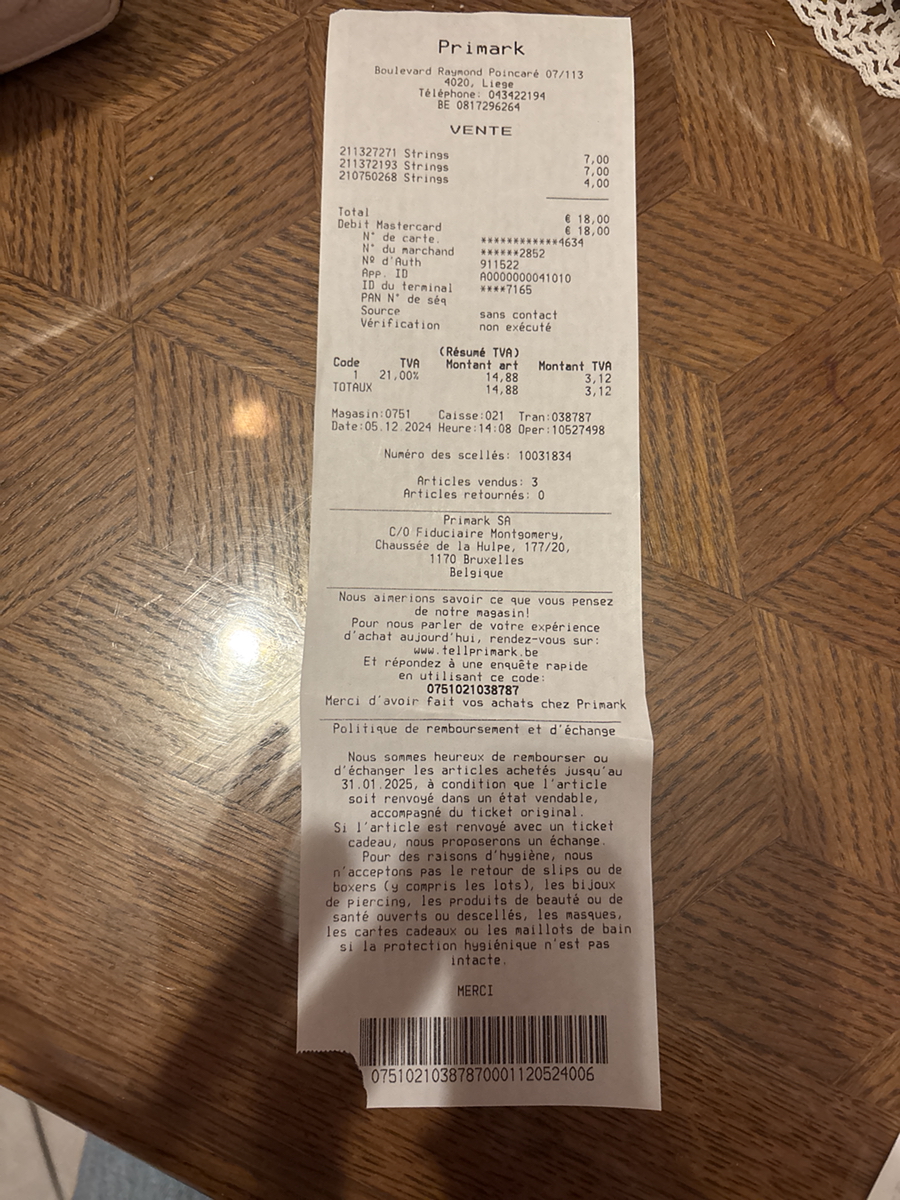 Primark
Boulevard Raymond Poincaré 07/113
4020, Liege
Téléphone: 043422194
BE 0817296264
VENTE
211327271 Strings 7,00
211372193 Strings 7,00
210750268 Strings 4,00
Total € 18,00
Debit Mastercard € 18,00
N° de carte. ************4634
N° du marchand ******2852
Nº d'Auth 911522
App. ID A0000000041010
ID du terminal ****7165
PAN N° de séq
Source sans contact
Vérification non exécuté
(Résumé TVA)
Code TVA Montant art Montant TVA
1 21,00% 14,88 3,12
TOTAUX 14,88 3,12
Magasin:0751 Caisse:021 Tran:038787
Date:05.12.2024 Heure:14:08 Oper:10527498
Numéro des scellés: 10031834
Articles vendus: 3
Articles retournés: 0
Primark SA
C/O Fiduciaire Montgomery,
Chaussée de la Hulpe, 177/20,
1170 Bruxelles
Belgique
Nous aimerions savoir ce que vous pensez
de notre magasin!
Pour nous parler de votre expérience
d'achat aujourd'hui, rendez-vous sur:
www.tellprimark.be
Et répondez à une enquête rapide
en utilisant ce code:
0751021038787
Merci d'avoir fait vos achats chez Primark
Politique de remboursement et d'échange
Nous sommes heureux de rembourser ou
d'échanger les articles achetés jusqu'au
31.01.2025, à condition que l'article
soit renvoyé dans un état vendable,
accompagné du ticket original.
Si l'article est renvoyé avec un ticket
cadeau, nous proposerons un échange.
Pour des raisons d'hygiène, nous
n'acceptons pas le retour de slips ou de
boxers (y compris les lots), les bijoux
de piercing, les produits de beauté ou de
santé ouverts ou descellés, les masques,
les cartes cadeaux ou les maillots de bain
si la protection hygiénique n'est pas
intacte.
MERCI
07510210387870001120524006